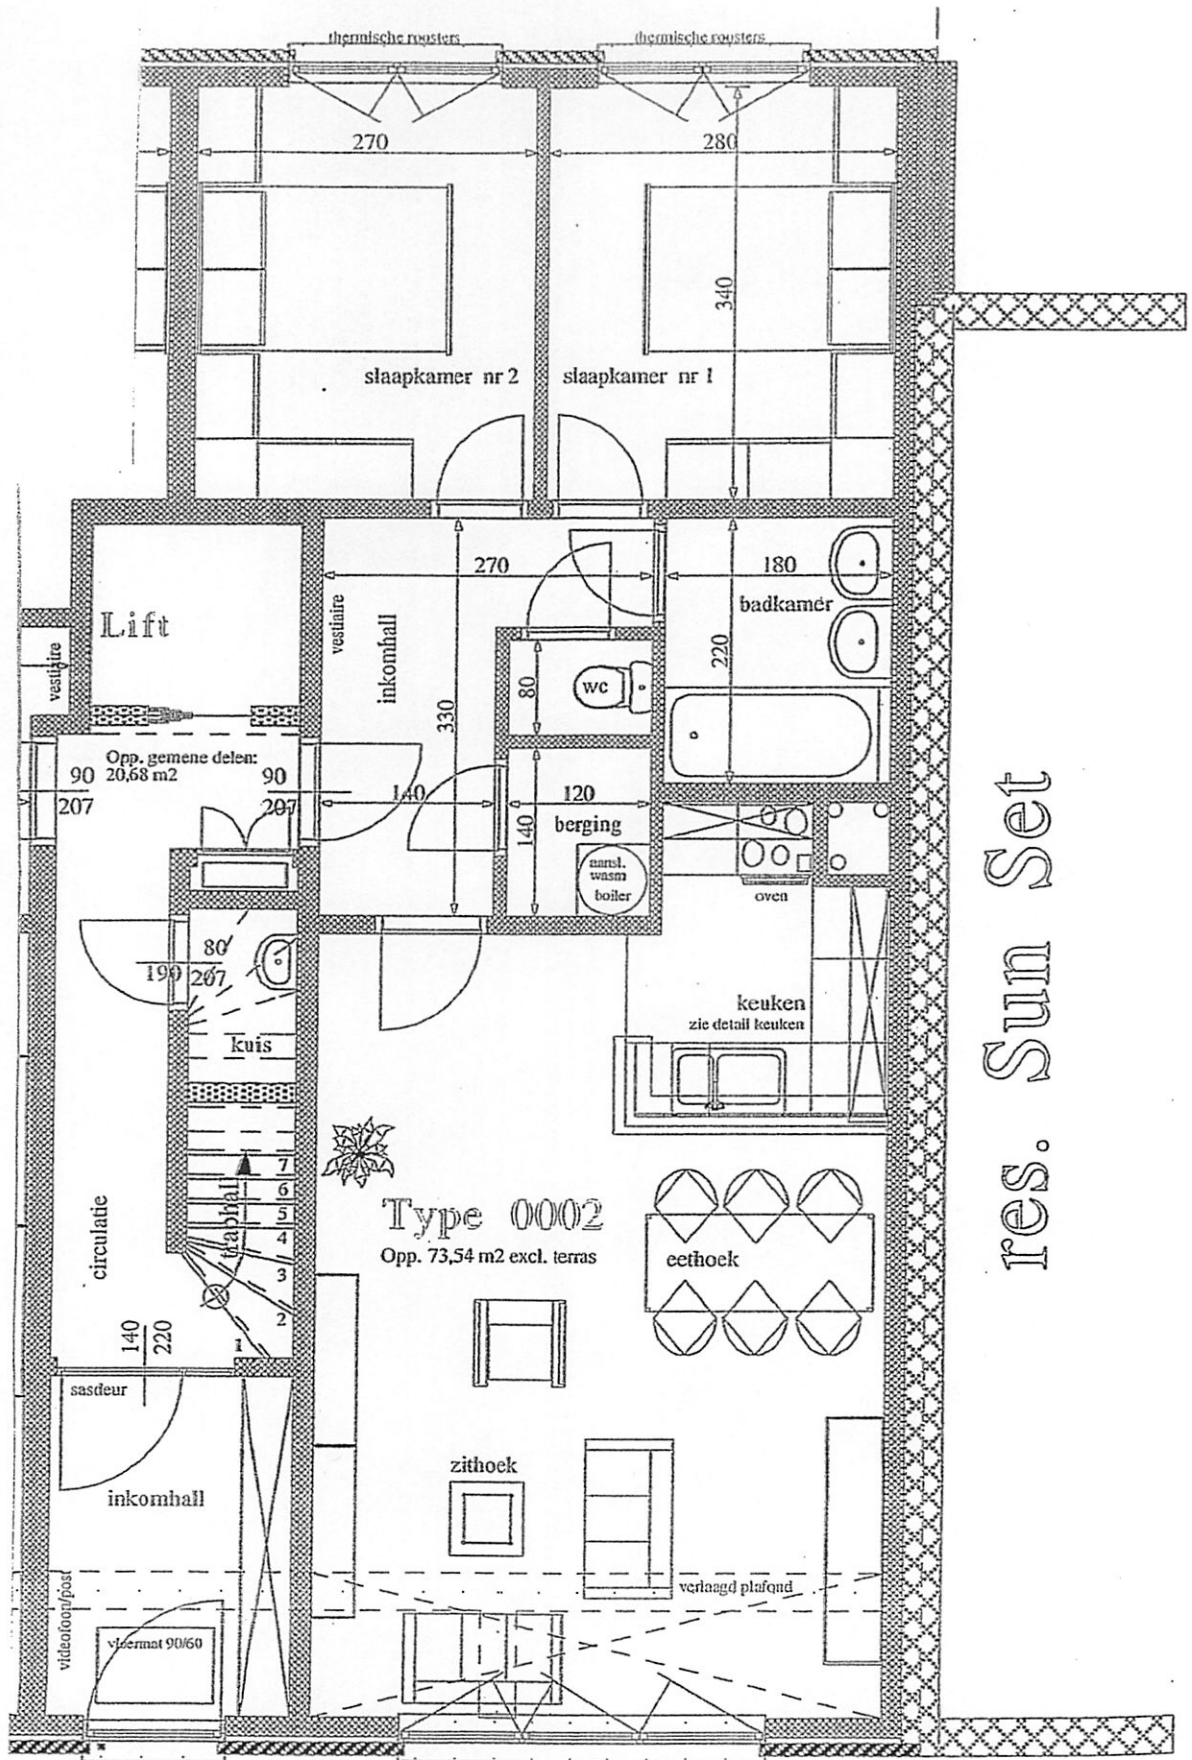 thermische roosters
thermische roosters
270
280
340
slaapkamer nr 2
slaapkamer nr 1
270
180
badkamer
Lift
vestiaire
inkomhall
vestiaire
80
wc
220
330
Opp. gemene delen:
20,68 m2
90
207
90
207
140
120
berging
140
aansl.
wasm
boiler
oven
80
190
207
kuis
keuken
zie detail keuken
res. Sun Set
7
6
5
4
3
2
1
traphall
circulatie
Type 0002
Opp. 73,54 m2 excl. terras
eethoek
140
220
sasdeur
inkomhall
zithoek
verlaagd plafond
videofoon/post
vloermat 90/60